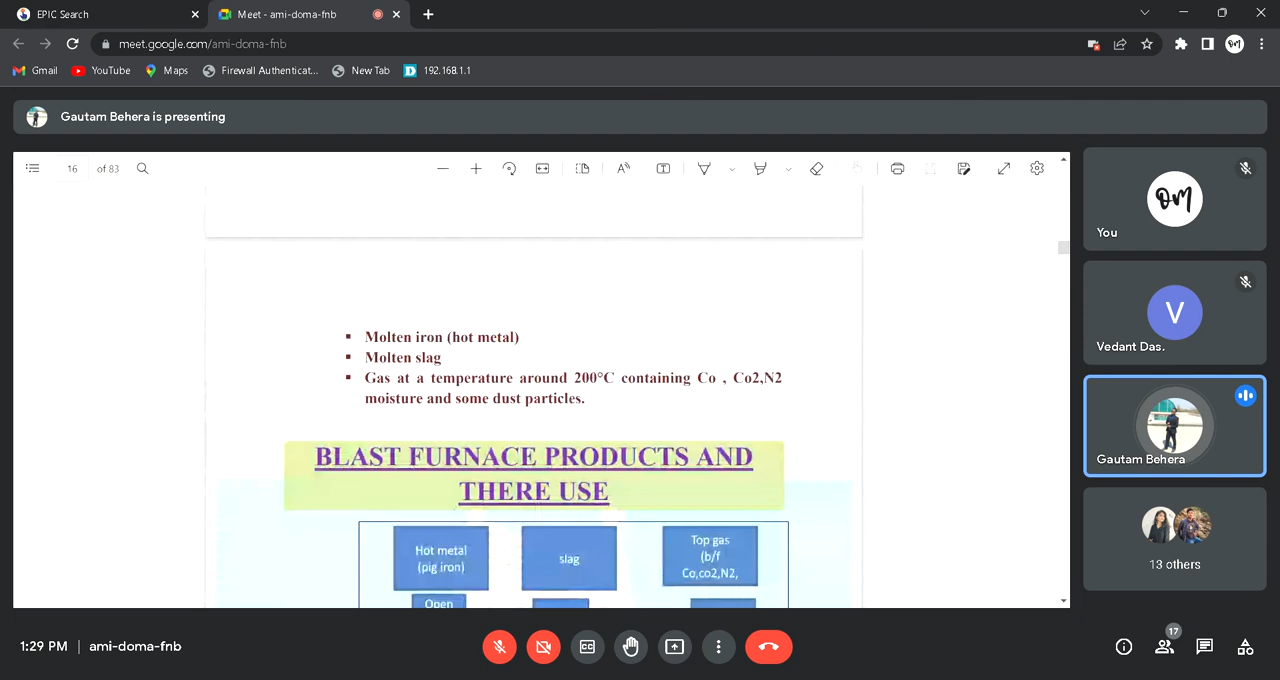 EPIC Search
Meet - ami-doma-fnb
meet.google.com/ami-doma-fnb
Gmail
YouTube
Maps
Firewall Authenticat...
New Tab
192.168.1.1
Gautam Behera is presenting
16 of 83
Molten iron (hot metal)
Molten slag
Gas at a temperature around 200°C containing Co , Co2,N2
moisture and some dust particles.
BLAST FURNACE PRODUCTS AND
THERE USE
Hot metal
(pig iron)
slag
Top gas
(b/f
Co,co2,N2,
Open
You
V
Vedant Das.
Gautam Behera
13 others
1:29 PM | ami-doma-fnb
17